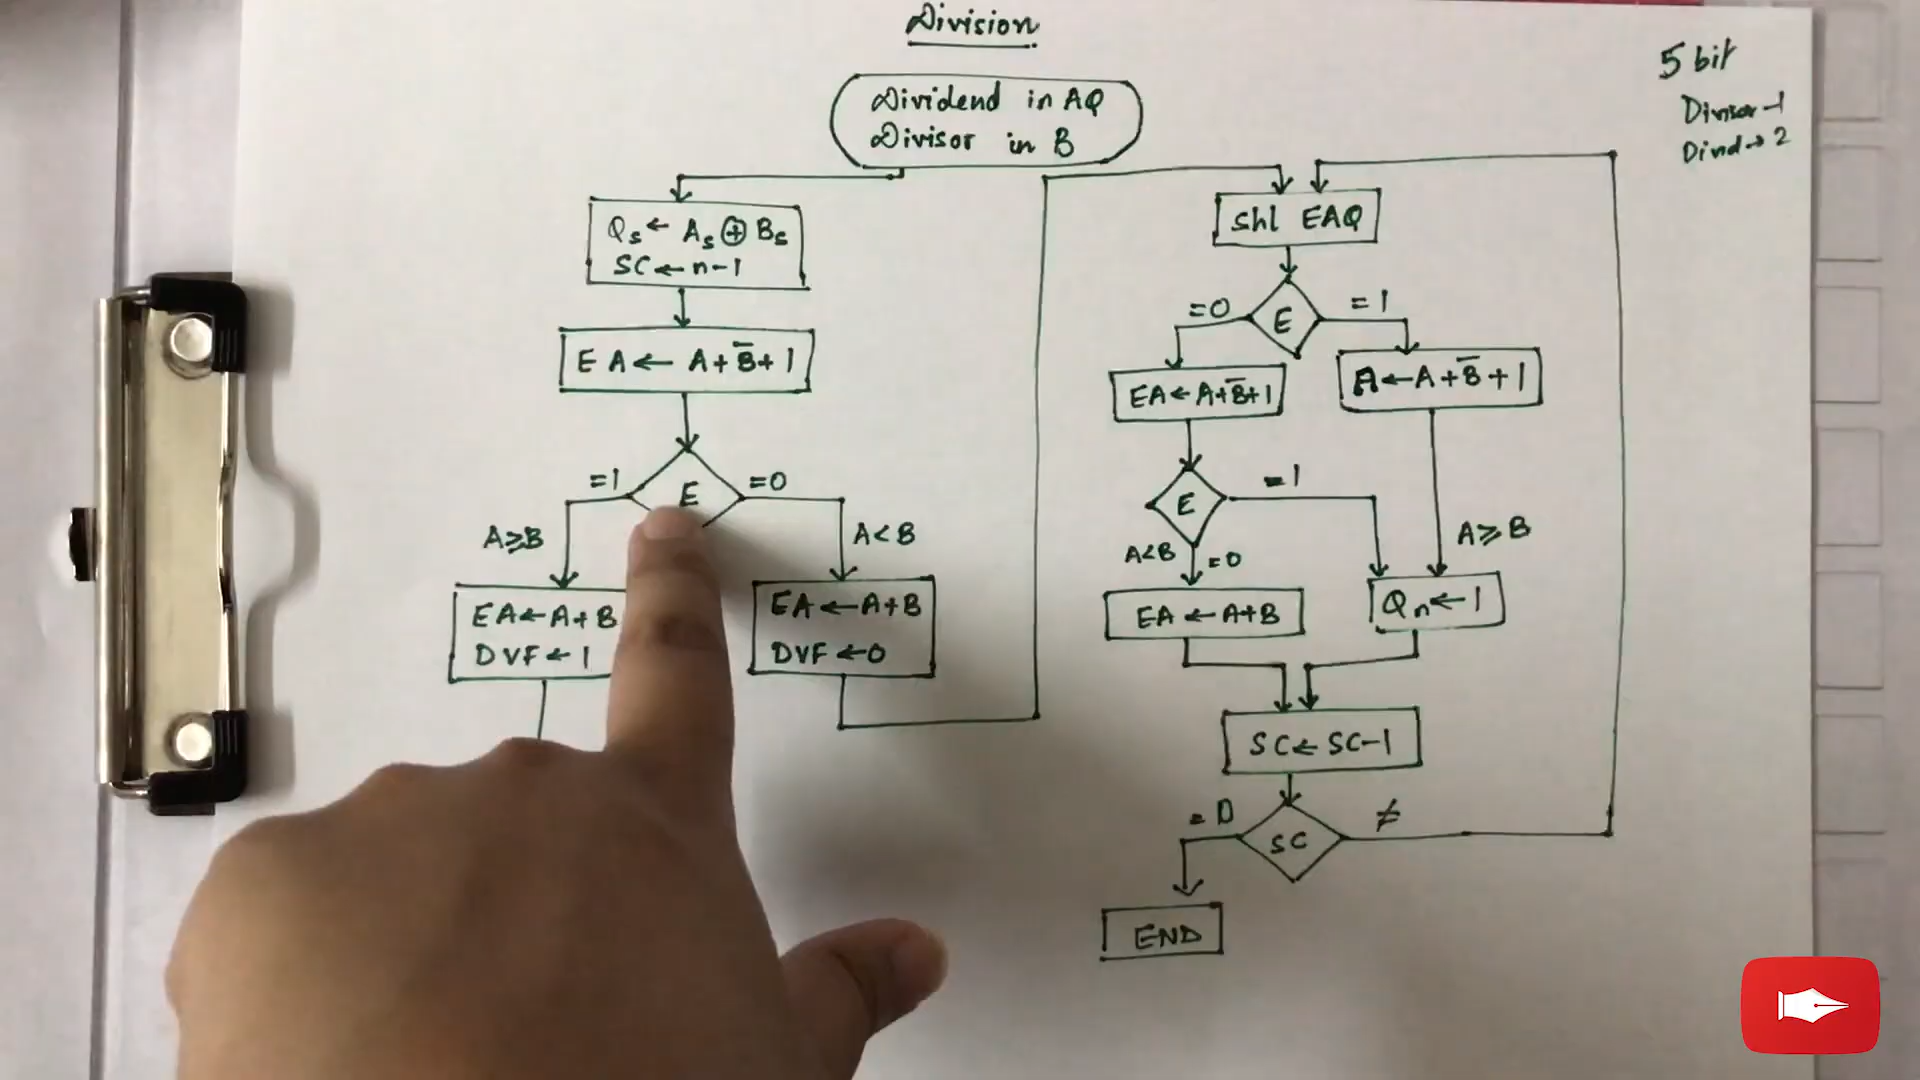 Division
5 bit
Divisor-1
Divnd→2
Dividend in AQ
Divisor in B
Qs ← As ⊕ Bs
SC ← n-1
EA ← A+B̅+1
E
=1
=0
A≥B
A<B
EA←A+B
DVF←1
EA←A+B
DVF←0
shl EAQ
E
=0
=1
EA←A+B̅+1
A←A+B̅+1
E
=1
A<B
=0
A≥B
EA←A+B
Qn←1
SC←SC-1
SC
=0
≠
END